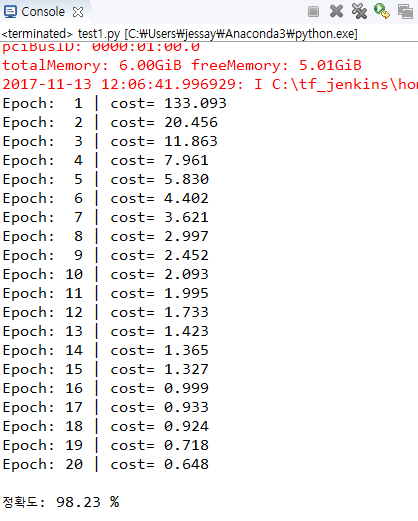 Console
<terminated> test1.py [C:₩Users₩jessay₩Anaconda3₩python.exe]
pciBusID: 0000:01:00.0
totalMemory: 6.00GiB freeMemory: 5.01GiB
2017-11-13 12:06:41.996929: I C:\tf_jenkins\hor
Epoch:  1 | cost= 133.093
Epoch:  2 | cost= 20.456
Epoch:  3 | cost= 11.863
Epoch:  4 | cost= 7.961
Epoch:  5 | cost= 5.830
Epoch:  6 | cost= 4.402
Epoch:  7 | cost= 3.621
Epoch:  8 | cost= 2.997
Epoch:  9 | cost= 2.452
Epoch: 10 | cost= 2.093
Epoch: 11 | cost= 1.995
Epoch: 12 | cost= 1.733
Epoch: 13 | cost= 1.423
Epoch: 14 | cost= 1.365
Epoch: 15 | cost= 1.327
Epoch: 16 | cost= 0.999
Epoch: 17 | cost= 0.933
Epoch: 18 | cost= 0.924
Epoch: 19 | cost= 0.718
Epoch: 20 | cost= 0.648
정확도: 98.23 %